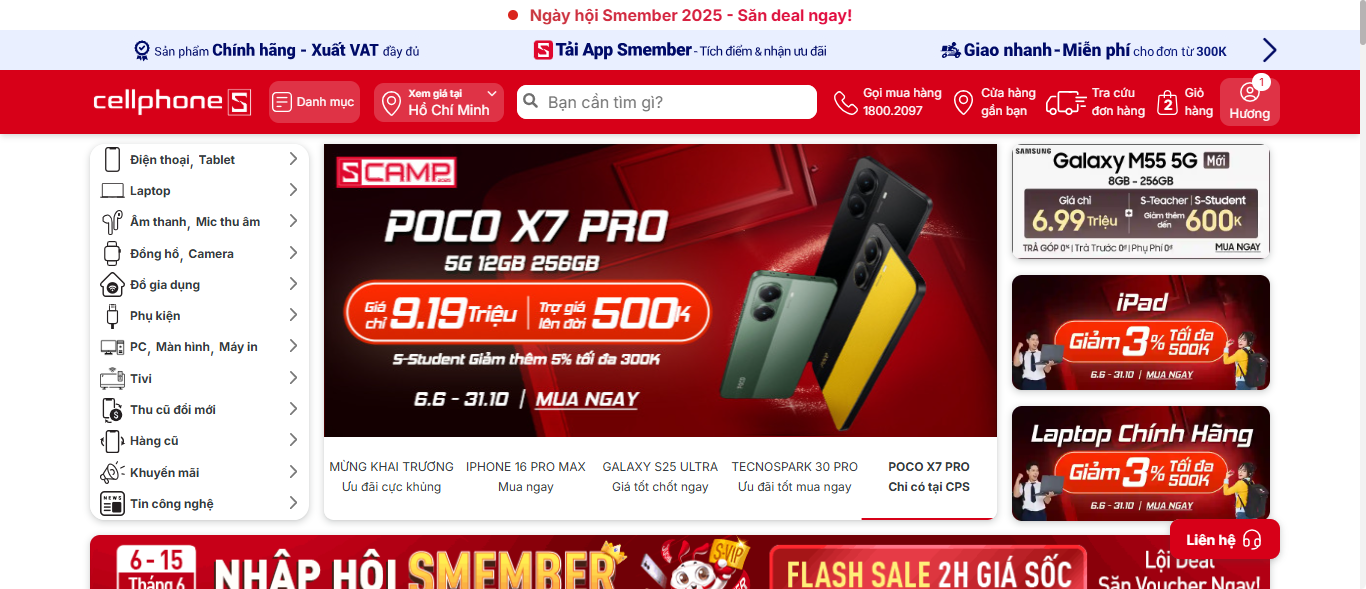 Ngày hội Smember 2025 - Săn deal ngay!
Sản phẩm Chính hãng - Xuất VAT đầy đủ
S Tải App Smember - Tích điểm & nhận ưu đãi
Giao nhanh - Miễn phí cho đơn từ 300K
cellphoneS
Danh mục
Xem giá tại
Hồ Chí Minh
Bạn cần tìm gì?
Gọi mua hàng
1800.2097
Cửa hàng
gần bạn
Tra cứu
đơn hàng
2
Giỏ
hàng
1
Hương
Điện thoại, Tablet
Laptop
Âm thanh, Mic thu âm
Đồng hồ, Camera
Đồ gia dụng
Phụ kiện
PC, Màn hình, Máy in
Tivi
Thu cũ đổi mới
Hàng cũ
Khuyến mãi
NEWS
Tin công nghệ
S CAMP
POCO X7 PRO
5G 12GB 256GB
Giá chỉ 9.19 Triệu
Trợ giá lên đời 500K
S-Student Giảm thêm 5% tối đa 300K
6.6 - 31.10 | MUA NGAY
MỪNG KHAI TRƯƠNG
Ưu đãi cực khủng
IPHONE 16 PRO MAX
Mua ngay
GALAXY S25 ULTRA
Giá tốt chốt ngay
TECNOSPARK 30 PRO
Ưu đãi tốt mua ngay
POCO X7 PRO
Chỉ có tại CPS
SAMSUNG
Galaxy M55 5G Mới
8GB - 256GB
Giá chỉ
6.99 Triệu
S-Teacher | S-Student
Giảm thêm đến 600K
TRẢ GÓP 0% | Trả Trước 0đ | Phụ Phí 0đ
MUA NGAY
iPad
Giảm 3% Tối đa 500K
6.6 - 31.10 | MUA NGAY
Laptop Chính Hãng
Giảm 3% Tối đa 500K
6.6 - 31.10 | MUA NGAY
Liên hệ
6 - 15
Tháng 6
NHẬP HỘI SMEMBER
S-VIP
FLASH SALE 2H GIÁ SỐC
Lội Deal
Săn Voucher Ngay!